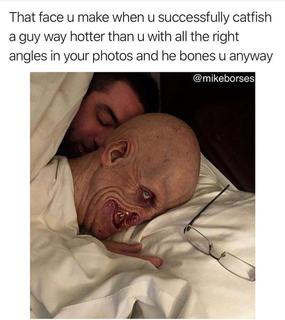 That face u make when u successfully catfish
a guy way hotter than u with all the right
angles in your photos and he bones u anyway
@mikeborses